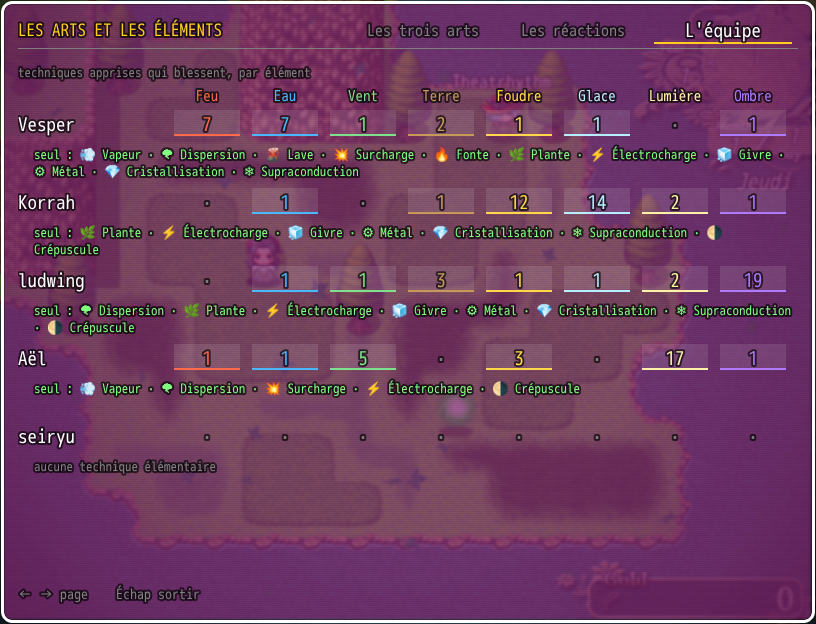 LES ARTS ET LES ÉLÉMENTS Les trois arts Les réactions L'équipe
techniques apprises qui blessent, par élément
Feu Eau Vent Terre Foudre Glace Lumière Ombre
Vesper 7 7 1 2 1 1 · 1
seul : 💨 Vapeur · 🌪 Dispersion · 🌋 Lave · 💥 Surcharge · 🔥 Fonte · 🌿 Plante · ⚡ Électrocharge · 🧊 Givre ·
⚙ Métal · 💎 Cristallisation · ❄ Supraconduction
Korrah · 1 · 1 12 14 2 1
seul : 🌿 Plante · ⚡ Électrocharge · 🧊 Givre · ⚙ Métal · 💎 Cristallisation · ❄ Supraconduction · 🌗
Crépuscule
ludwing · 1 1 3 1 1 2 19
seul : 🌪 Dispersion · 🌿 Plante · ⚡ Électrocharge · 🧊 Givre · ⚙ Métal · 💎 Cristallisation · ❄ Supraconduction
· 🌗 Crépuscule
Aël 1 1 5 · 3 · 17 1
seul : 💨 Vapeur · 🌪 Dispersion · 💥 Surcharge · ⚡ Électrocharge · 🌗 Crépuscule
seiryu · · · · · · · ·
aucune technique élémentaire
← → page Échap sortir
Theatrhythm
Jeudi
0